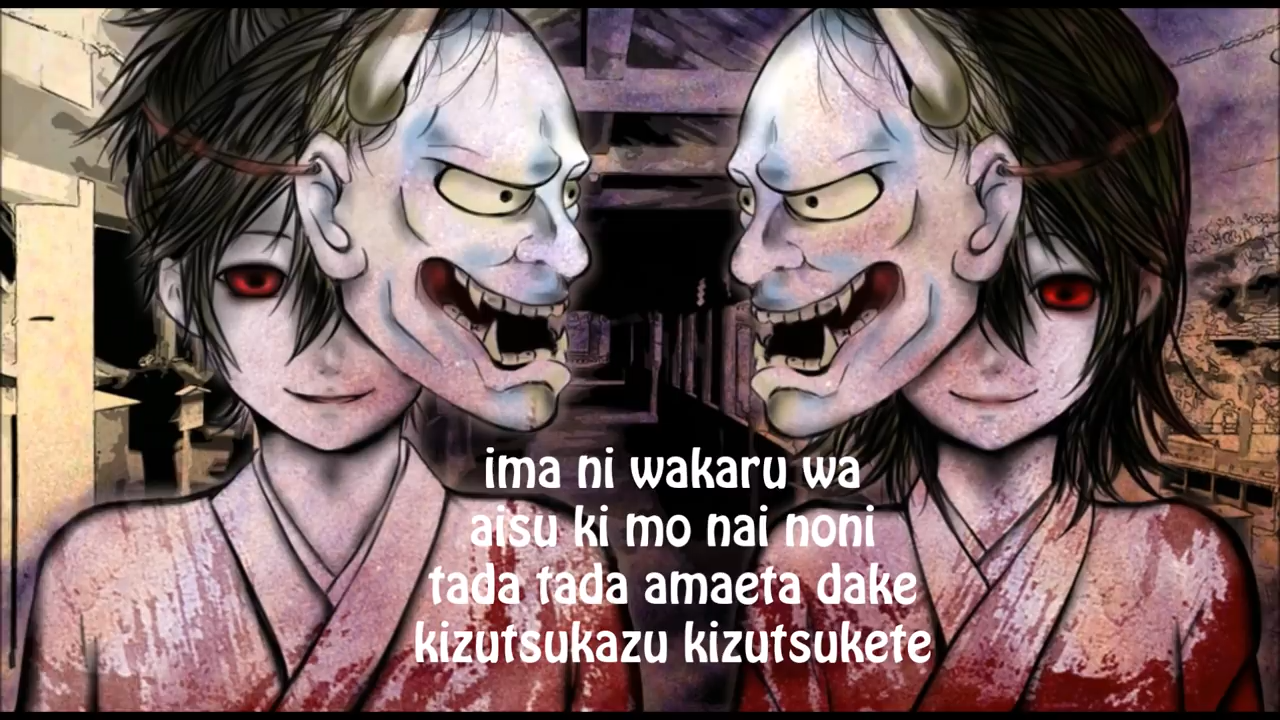 ima ni wakaru wa
aisu ki mo nai noni
tada tada amaeta dake
kizutsukazu kizutsukete